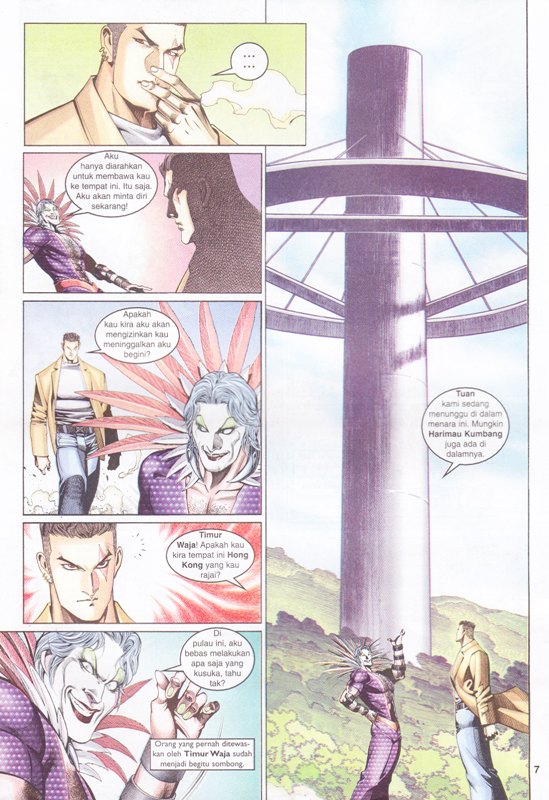 ...
...
Aku
hanya diarahkan
untuk membawa kau
ke tempat ini. Itu saja.
Aku akan minta diri
sekarang!
Apakah
kau kira aku akan
mengizinkan kau
meninggalkan aku
begini?
Timur
Waja! Apakah kau
kira tempat ini Hong
Kong yang kau
rajai?
Di
pulau ini, aku
bebas melakukan
apa saja yang
kusuka, tahu
tak?
Orang yang pernah ditewas-
kan oleh Timur Waja sudah
menjadi begitu sombong.
Tuan
kami sedang
menunggu di dalam
menara ini. Mungkin
Harimau Kumbang
juga ada di
dalamnya.
7